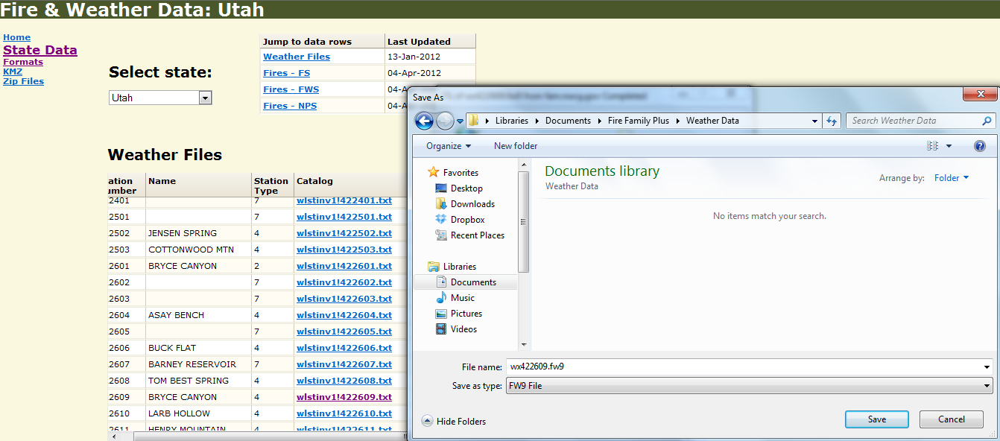 Fire & Weather Data: Utah
Home
State Data
Formats
KMZ
Zip Files
Select state:
Utah
Jump to data rows Last Updated
Weather Files 13-Jan-2012
Fires - FS 04-Apr-2012
Fires - FWS
Fires - NPS
Weather Files
ation
umber Name Station
Type Catalog
2401 7 wlstinv1!422401.txt
2501 7 wlstinv1!422501.txt
2502 JENSEN SPRING 4 wlstinv1!422502.txt
2503 COTTONWOOD MTN 4 wlstinv1!422503.txt
2601 BRYCE CANYON 2 wlstinv1!422601.txt
2602 7 wlstinv1!422602.txt
2603 7 wlstinv1!422603.txt
2604 ASAY BENCH 4 wlstinv1!422604.txt
2605 7 wlstinv1!422605.txt
2606 BUCK FLAT 4 wlstinv1!422606.txt
2607 BARNEY RESERVOIR 7 wlstinv1!422607.txt
2608 TOM BEST SPRING 4 wlstinv1!422608.txt
2609 BRYCE CANYON 4 wlstinv1!422609.txt
2610 LARB HOLLOW 4 wlstinv1!422610.txt
2611 HENRY MOUNTAIN 4 wlstinv1!422611.txt
Save As
Libraries Documents Fire Family Plus Weather Data
Search Weather Data
Organize New folder
Favorites
Desktop
Downloads
Dropbox
Recent Places
Libraries
Documents
Music
Pictures
Videos
Documents library
Weather Data
Arrange by: Folder
No items match your search.
File name: wx422609.fw9
Save as type: FW9 File
Hide Folders
Save Cancel